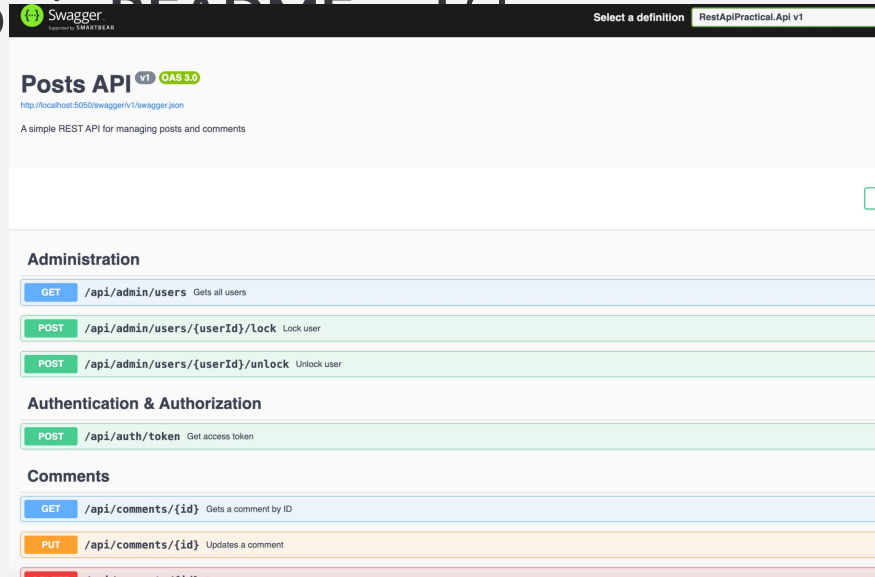 Swagger
Supported by SMARTBEAR
Select a definition
RestApiPractical.Api v1
Posts API v1 OAS 3.0
http://localhost:5050/swagger/v1/swagger.json
A simple REST API for managing posts and comments
Administration
GET /api/admin/users Gets all users
POST /api/admin/users/{userId}/lock Lock user
POST /api/admin/users/{userId}/unlock Unlock user
Authentication & Authorization
POST /api/auth/token Get access token
Comments
GET /api/comments/{id} Gets a comment by ID
PUT /api/comments/{id} Updates a comment